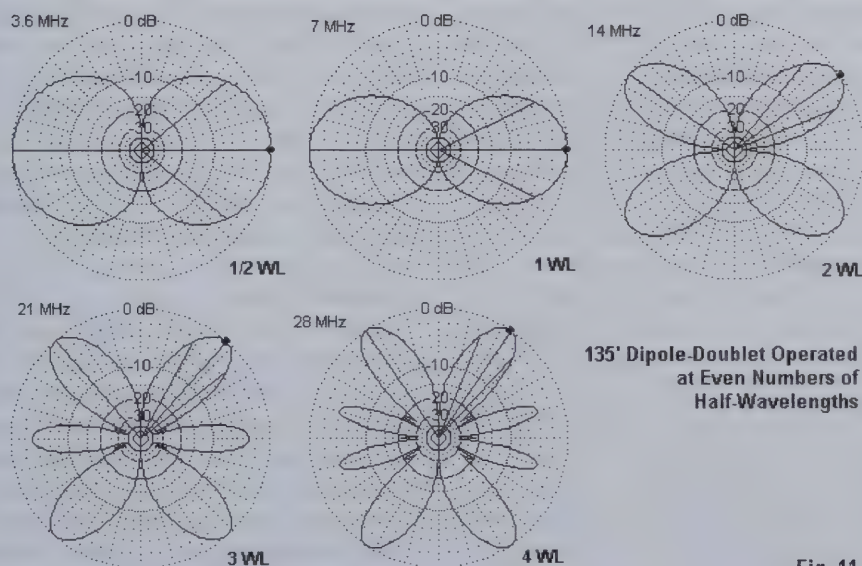 3.6 MHz
0 dB
-10
20
30
1/2 WL
7 MHz
0 dB
-10
20
30
1 WL
14 MHz
0 dB
-10
20
30
2 WL
21 MHz
0 dB
-10
20
30
3 WL
28 MHz
0 dB
-10
20
30
4 WL
135' Dipole-Doublet Operated
at Even Numbers of
Half-Wavelengths
Fig. 11